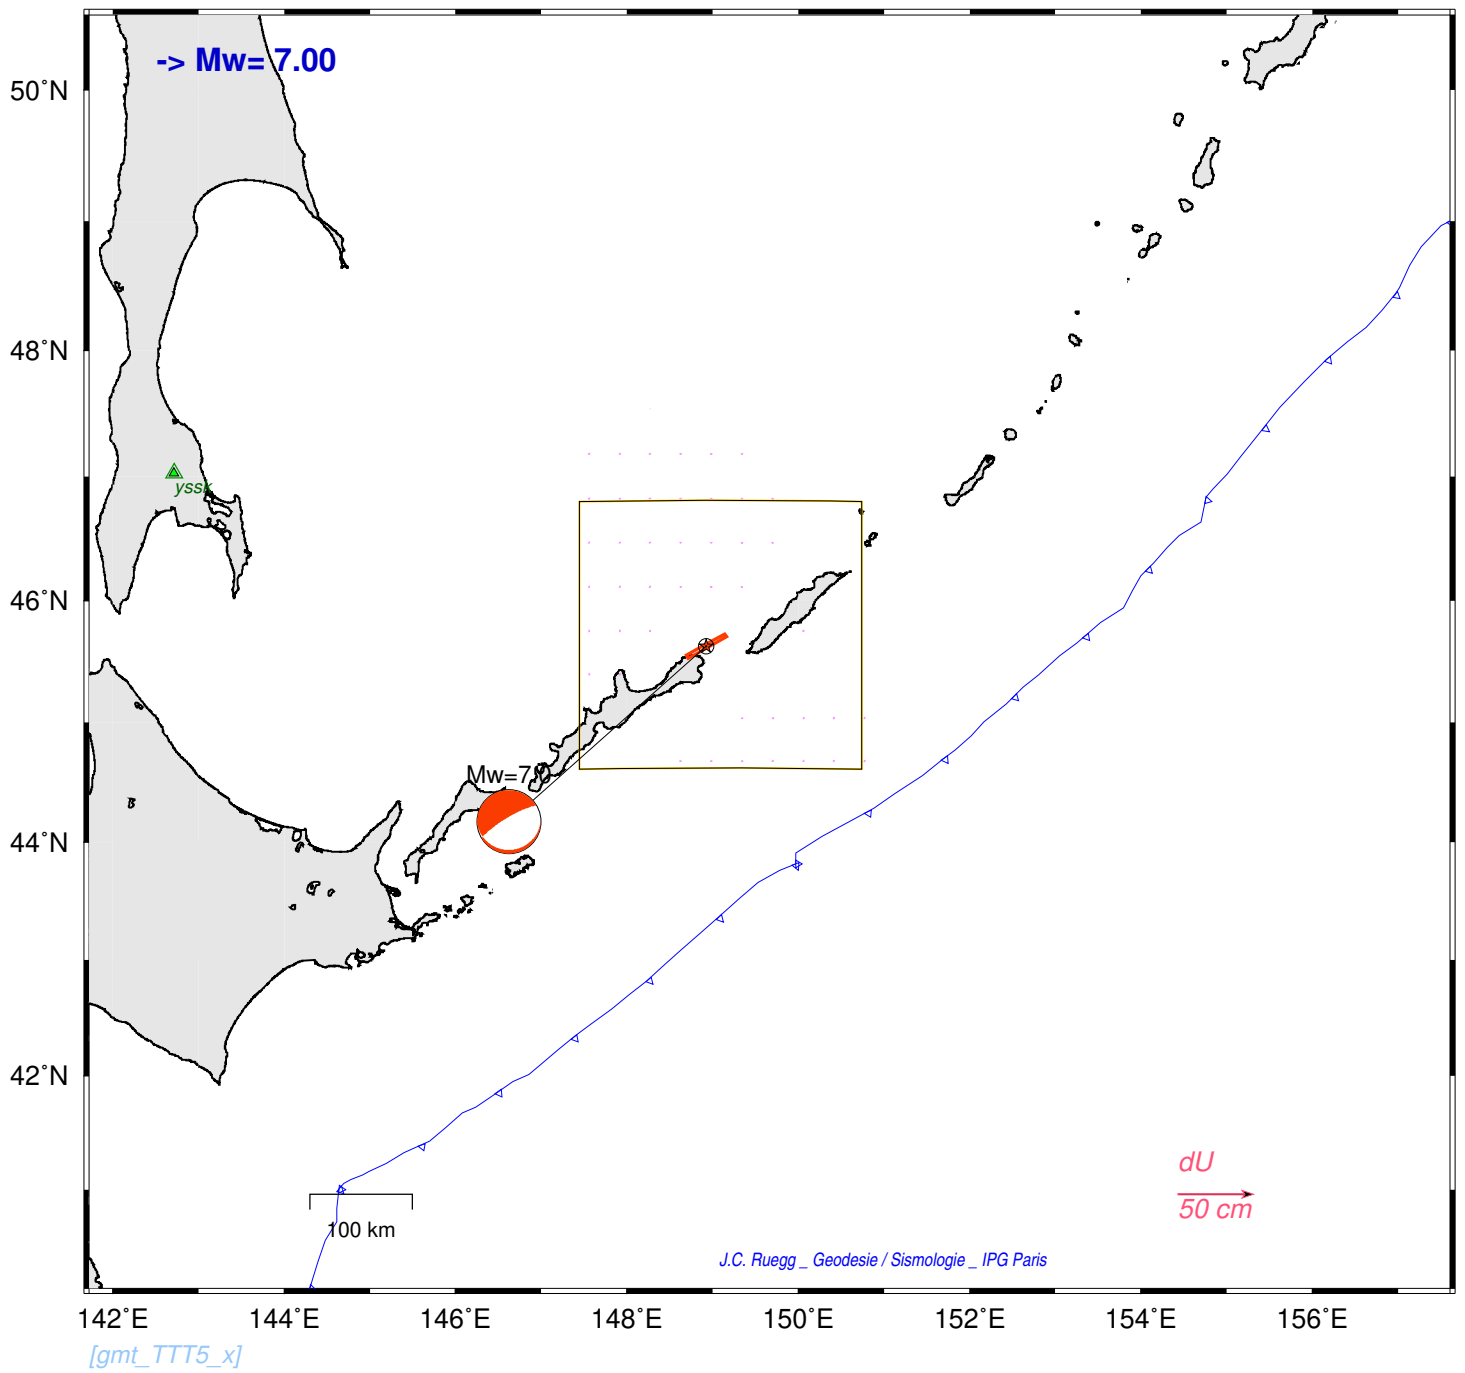 -> Mw= 7.00
50°N
48°N
yssk
46°N
Mw=7.0
44°N
42°N
dU
50 cm
100 km
J.C. Ruegg _ Geodesie / Sismologie _ IPG Paris
142°E 144°E 146°E 148°E 150°E 152°E 154°E 156°E
[gmt_TTT5_x]